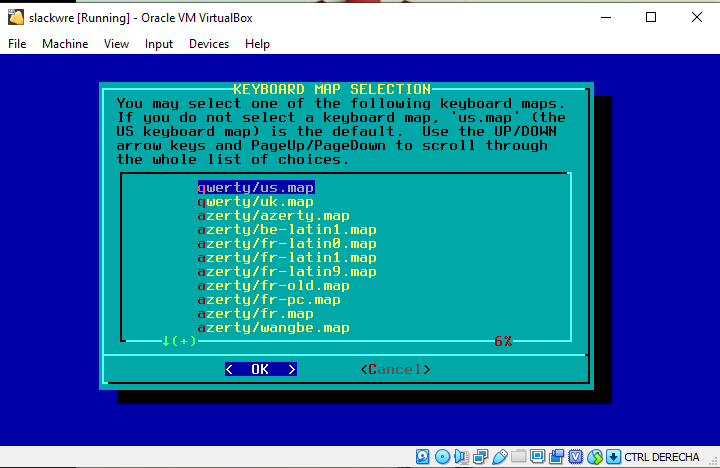 slackwre [Running] - Oracle VM VirtualBox
File Machine View Input Devices Help
KEYBOARD MAP SELECTION
You may select one of the following keyboard maps.
If you do not select a keyboard map, 'us.map' (the
US keyboard map) is the default.  Use the UP/DOWN
arrow keys and PageUp/PageDown to scroll through
the whole list of choices.
qwerty/us.map
qwerty/uk.map
azerty/azerty.map
azerty/be-latin1.map
azerty/fr-latin0.map
azerty/fr-latin1.map
azerty/fr-latin9.map
azerty/fr-old.map
azerty/fr-pc.map
azerty/fr.map
azerty/wangbe.map
↓(+) 6%
< OK > <Cancel>
CTRL DERECHA